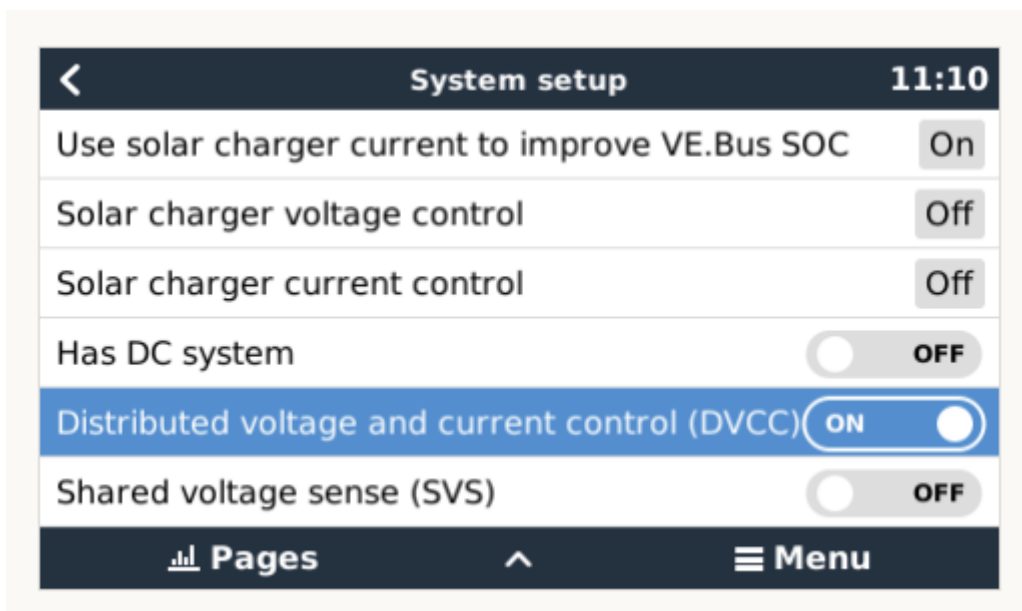 System setup 11:10
Use solar charger current to improve VE.Bus SOC On
Solar charger voltage control Off
Solar charger current control Off
Has DC system OFF
Distributed voltage and current control (DVCC) ON
Shared voltage sense (SVS) OFF
Pages Menu